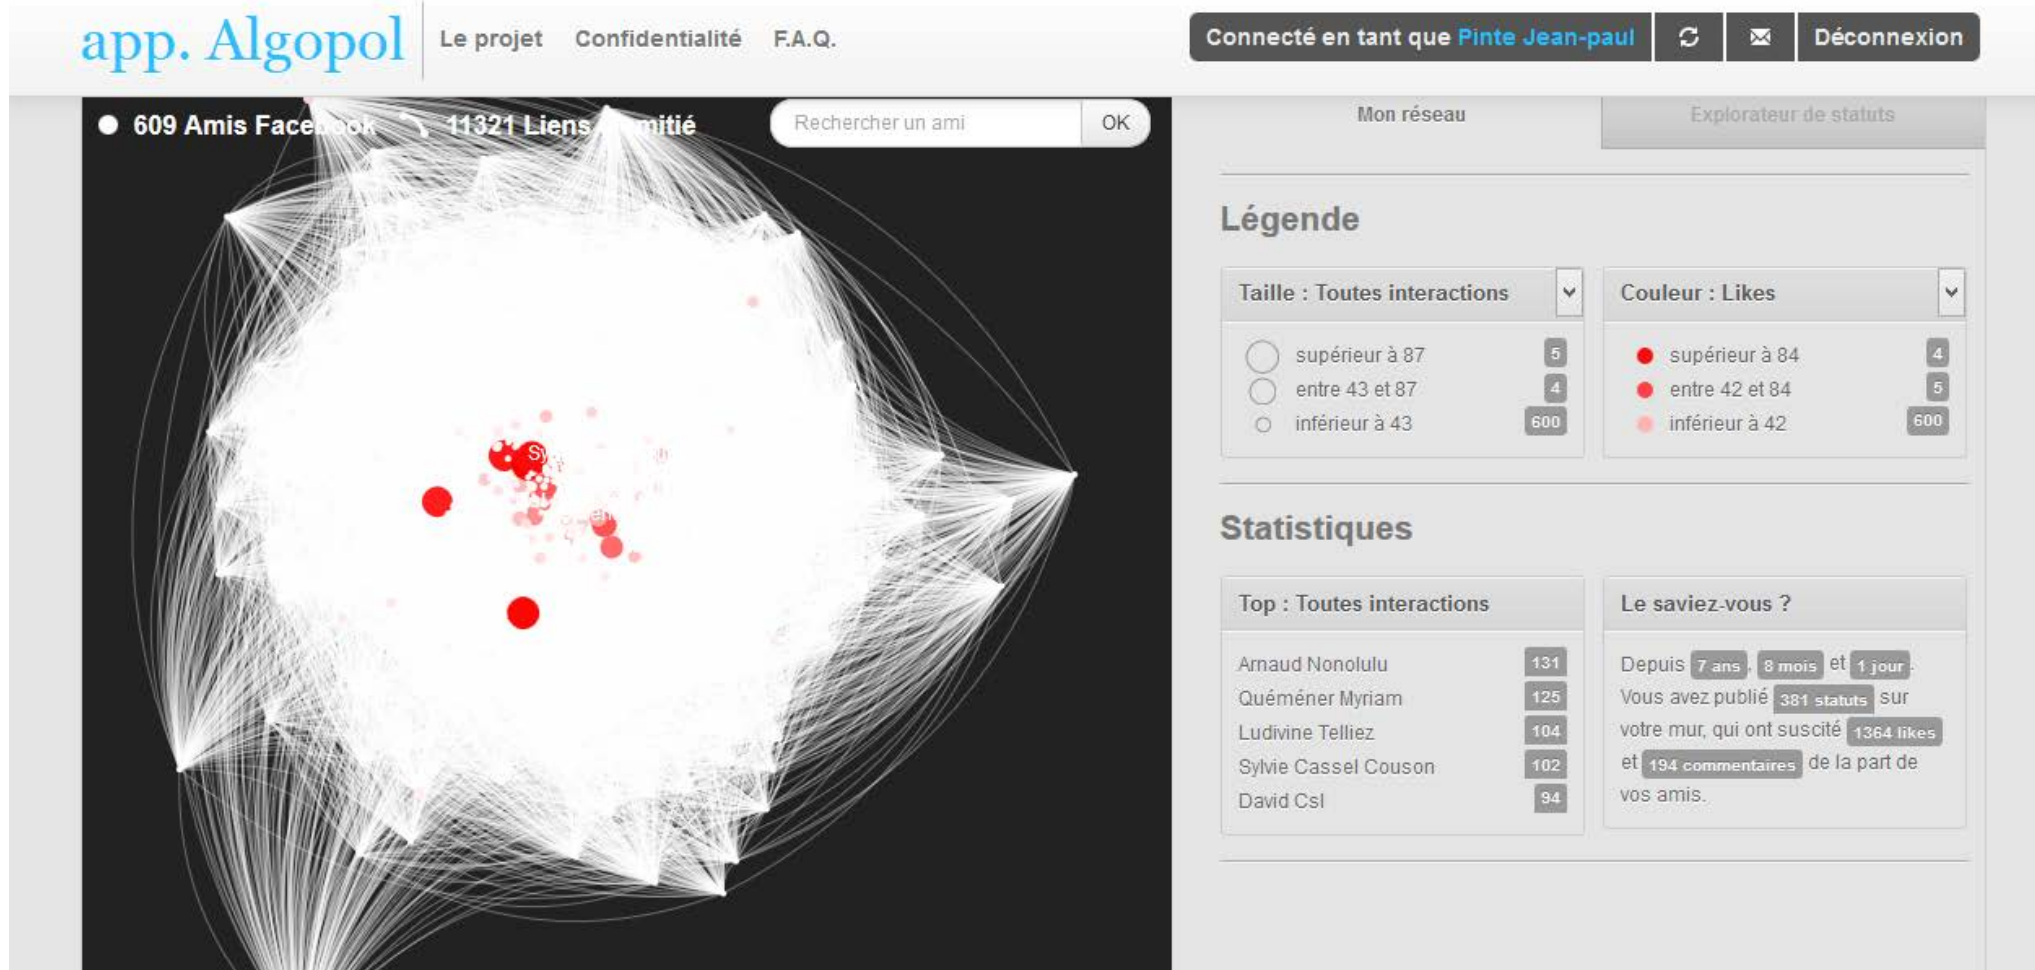 app. Algopol
Le projet Confidentialité F.A.Q.
Connecté en tant que Pinte Jean-paul
Déconnexion
609 Amis Facebook 11321 Liens
Rechercher un ami OK
Mon réseau Explorateur de statuts
Légende
Taille : Toutes interactions
supérieur à 87 5
entre 43 et 87 4
inférieur à 43 600
Couleur : Likes
supérieur à 84 4
entre 42 et 84 5
inférieur à 42 600
Statistiques
Top : Toutes interactions
Arnaud Nonolulu 131
Quéméner Myriam 125
Ludivine Telliez 104
Sylvie Cassel Couson 102
David Csl 94
Le saviez-vous ?
Depuis 7 ans, 8 mois et 1 jour.
Vous avez publié 381 statuts sur
votre mur, qui ont suscité 1364 likes
et 194 commentaires de la part de
vos amis.